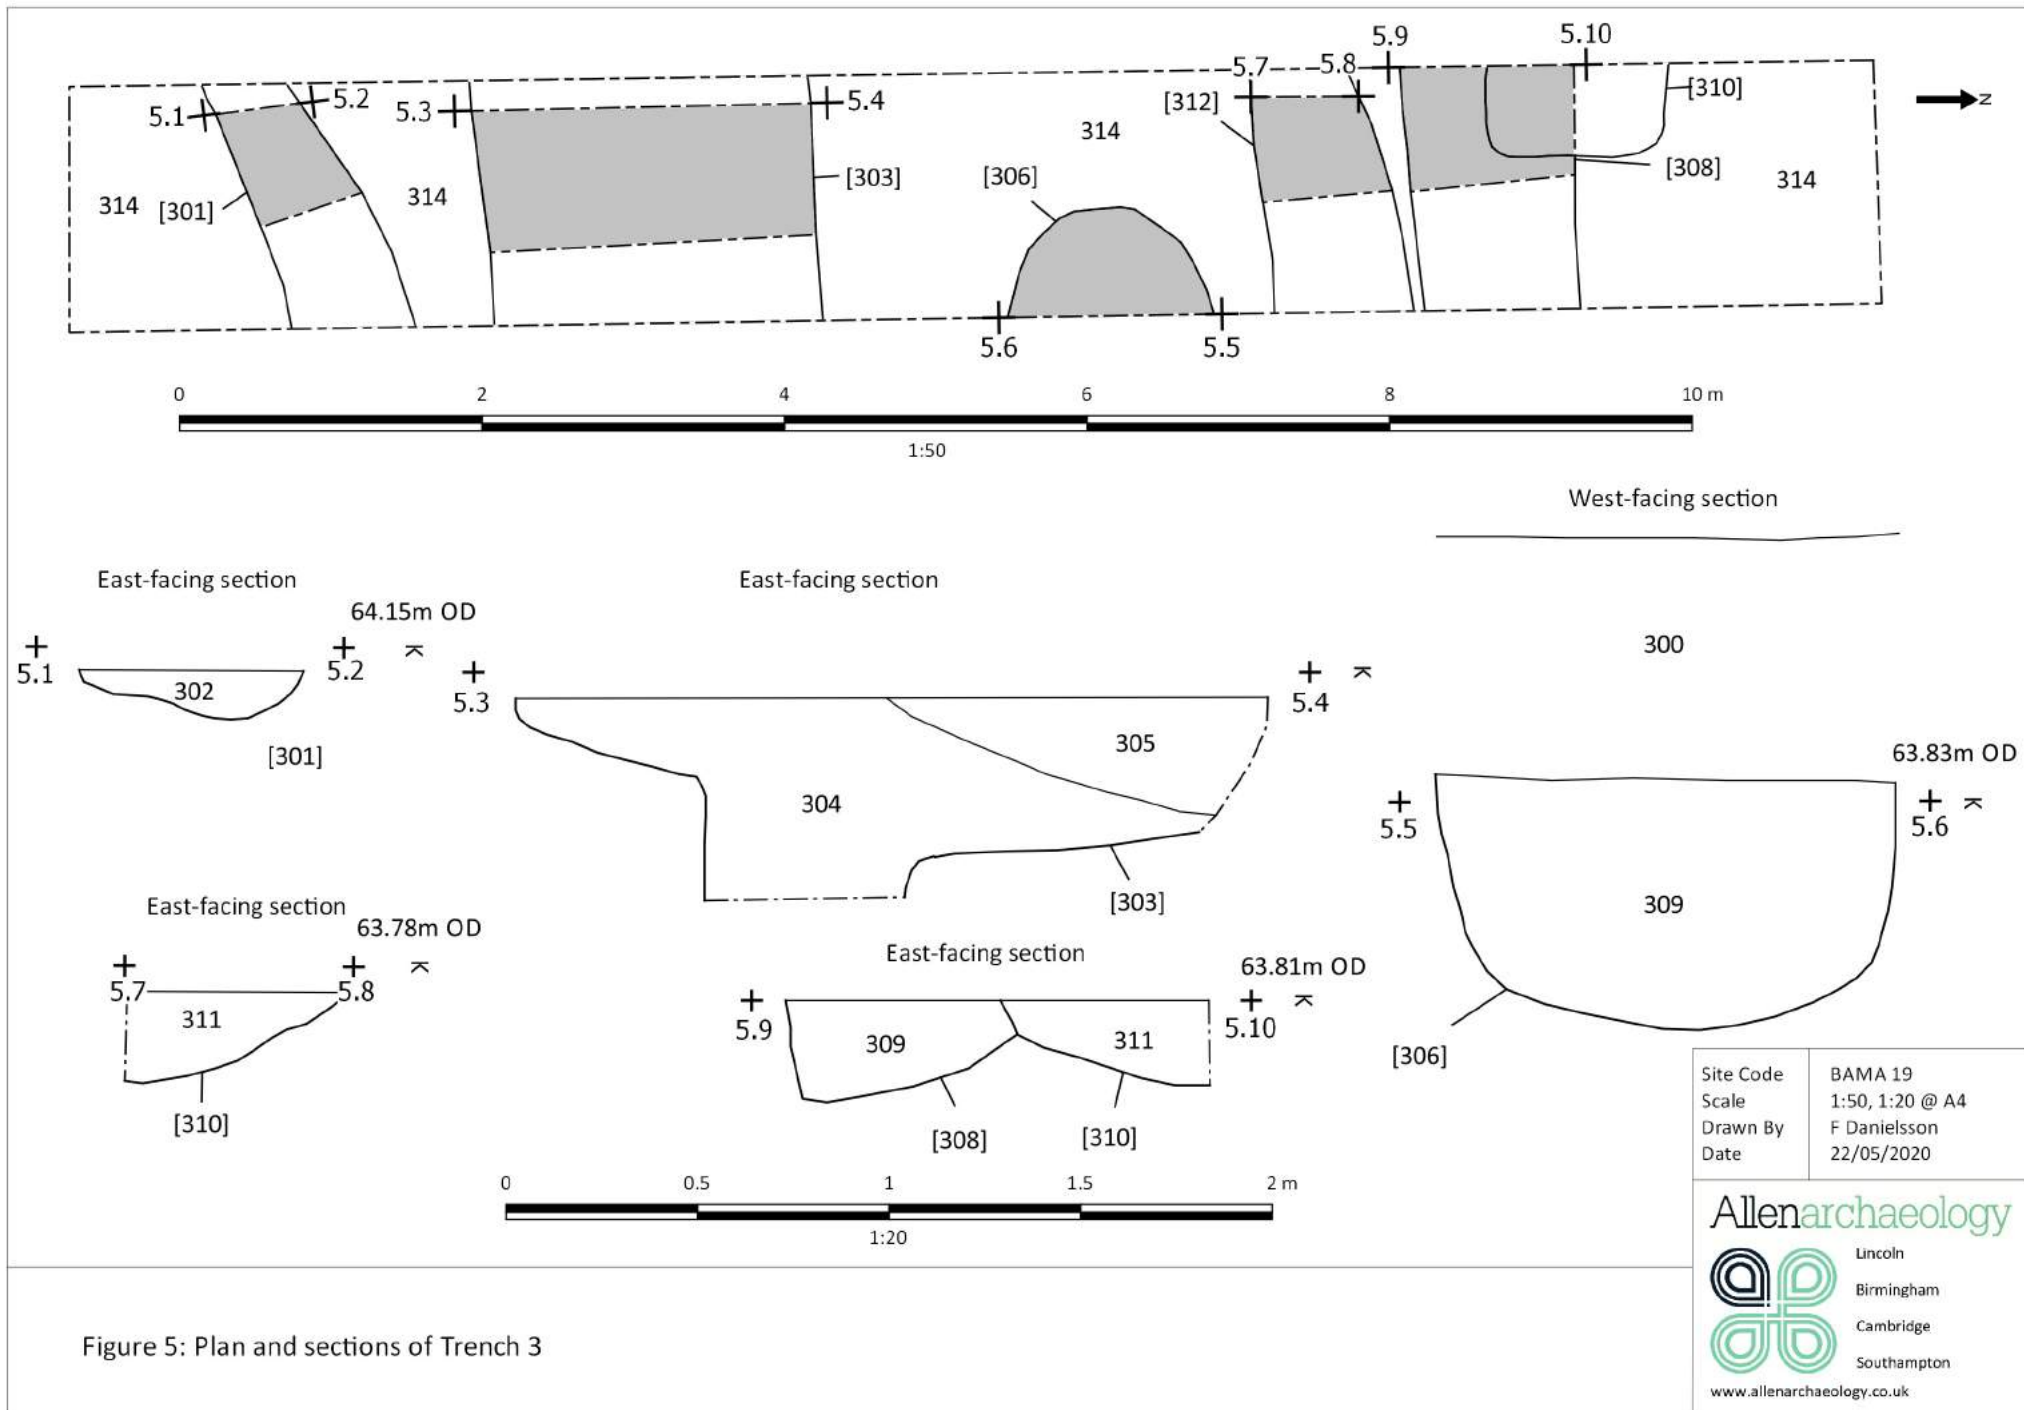 5.9
5.10
5.7
5.8
5.1
5.2
5.3
5.4
[312]
[310]
N
314
[301]
314
[303]
[306]
314
[308]
314
5.6
5.5
0 2 4 6 8 10 m
1:50
West-facing section
East-facing section
East-facing section
64.15m OD
5.1
5.2
302
[301]
5.3
5.4
305
304
[303]
300
63.83m OD
5.5
5.6
309
[306]
East-facing section
63.78m OD
5.7
5.8
311
[310]
East-facing section
63.81m OD
5.9
5.10
309
311
[308]
[310]
0 0.5 1 1.5 2 m
1:20
Site Code BAMA 19
Scale 1:50, 1:20 @ A4
Drawn By F Danielsson
Date 22/05/2020
Allenarchaeology
Lincoln
Birmingham
Cambridge
Southampton
www.allenarchaeology.co.uk
Figure 5: Plan and sections of Trench 3